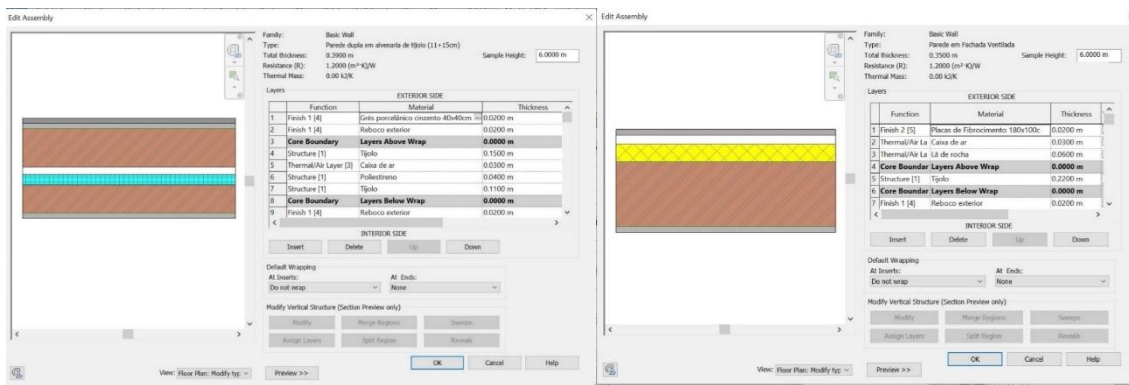 Edit Assembly
Family: Basic Wall
Type: Parede dupla em alvenaria de tijolo (11+15cm)
Total thickness: 0.3900 m Sample Height: 6.0000 m
Resistance (R): 1.2000 (m²·K)/W
Thermal Mass: 0.00 kJ/K
Layers
EXTERIOR SIDE
Function Material Thickness
1 Finish 1 [4] Grés porcelánico cinzento 40x40cm 0.0200 m
2 Finish 1 [4] Reboco exterior 0.0200 m
3 Core Boundary Layers Above Wrap 0.0000 m
4 Structure [1] Tijolo 0.1500 m
5 Thermal/Air Layer [3] Caixa de ar 0.0300 m
6 Structure [1] Poliestireno 0.0400 m
7 Structure [1] Tijolo 0.1100 m
8 Core Boundary Layers Below Wrap 0.0000 m
9 Finish 1 [4] Reboco exterior 0.0200 m
INTERIOR SIDE
Insert Delete Up Down
Default Wrapping
At Inserts: At Ends:
Do not wrap None
Modify Vertical Structure (Section Preview only)
Modify Merge Regions Sweeps
Assign Layers Split Region Reveals
OK Cancel Help
View: Floor Plan: Modify typ Preview >>
Edit Assembly
Family: Basic Wall
Type: Parede em Fachada Ventilada
Total thickness: 0.3500 m Sample Height: 6.0000 m
Resistance (R): 1.2000 (m²·K)/W
Thermal Mass: 0.00 kJ/K
Layers
EXTERIOR SIDE
Function Material Thickness
1 Finish 2 [5] Placas de Fibrocimento 180x100c 0.0200 m
2 Thermal/Air La Caixa de ar 0.0300 m
3 Thermal/Air La Lã de rocha 0.0600 m
4 Core Boundar Layers Above Wrap 0.0000 m
5 Structure [1] Tijolo 0.2200 m
6 Core Boundar Layers Below Wrap 0.0000 m
7 Finish 1 [4] Reboco exterior 0.0200 m
INTERIOR SIDE
Insert Delete Up Down
Default Wrapping
At Inserts: At Ends:
Do not wrap None
Modify Vertical Structure (Section Preview only)
Modify Merge Regions Sweeps
Assign Layers Split Region Reveals
OK Cancel Help
View: Floor Plan: Modify typ Preview >>